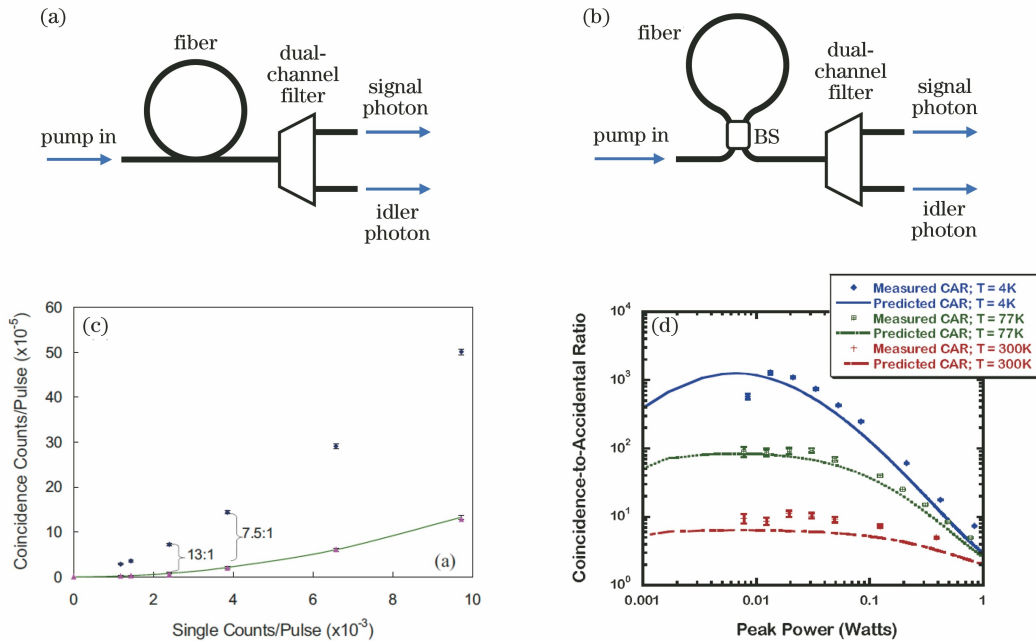 (a)
fiber
dual-
channel
filter
signal
photon
pump in
idler
photon
(b)
fiber
dual-
channel
filter
signal
photon
pump in
BS
idler
photon
(c)
Coincidence Counts/Pulse (x10⁻⁵)
60
50
40
30
20
10
0
13:1
7.5:1
(a)
0 2 4 6 8 10
Single Counts/Pulse (x10⁻³)
Measured CAR; T = 4K
Predicted CAR; T = 4K
Measured CAR; T = 77K
Predicted CAR; T = 77K
Measured CAR; T = 300K
Predicted CAR; T = 300K
(d)
Coincidence-to-Accidental Ratio
10⁴
10³
10²
10¹
10⁰
0.001 0.01 0.1 1
Peak Power (Watts)